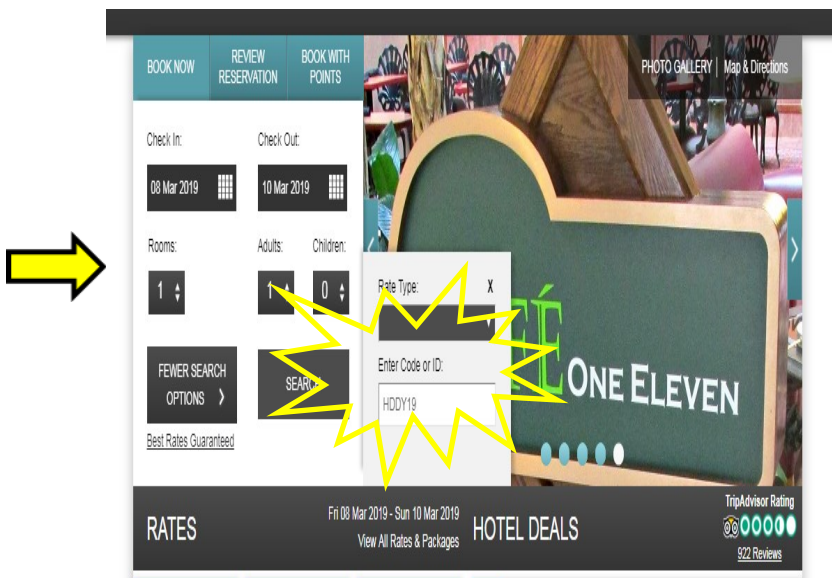 BOOK NOW
REVIEW
RESERVATION
BOOK WITH
POINTS
PHOTO GALLERY | Map & Directions
Check In:
Check Out:
08 Mar 2019
10 Mar 2019
Rooms:
Adults:
Children:
1
1
0
Rate Type:
X
Enter Code or ID:
HDDY19
FEWER SEARCH
OPTIONS >
SEARCH
Best Rates Guaranteed
ONE ELEVEN
RATES
Fri 08 Mar 2019 - Sun 10 Mar 2019
View All Rates & Packages
HOTEL DEALS
TripAdvisor Rating
922 Reviews